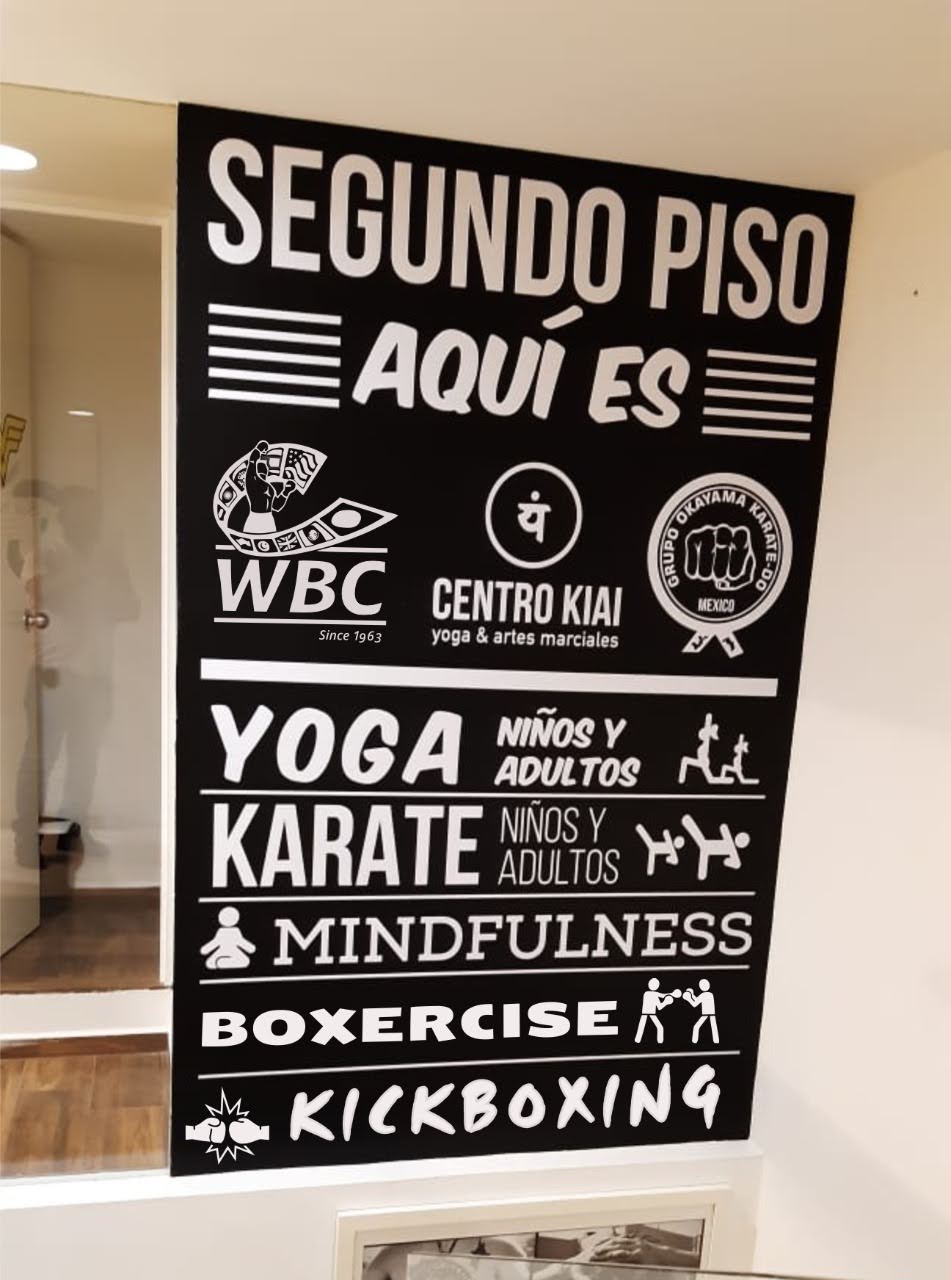 SEGUNDO PISO
AQUÍ ES
WBC
Since 1963
यं
CENTRO KIAI
yoga & artes marciales
GRUPO OKAYAMA KARATE-DO
MEXICO
YOGA
NIÑOS Y
ADULTOS
KARATE
NIÑOS Y
ADULTOS
MINDFULNESS
BOXERCISE
KICKBOXING